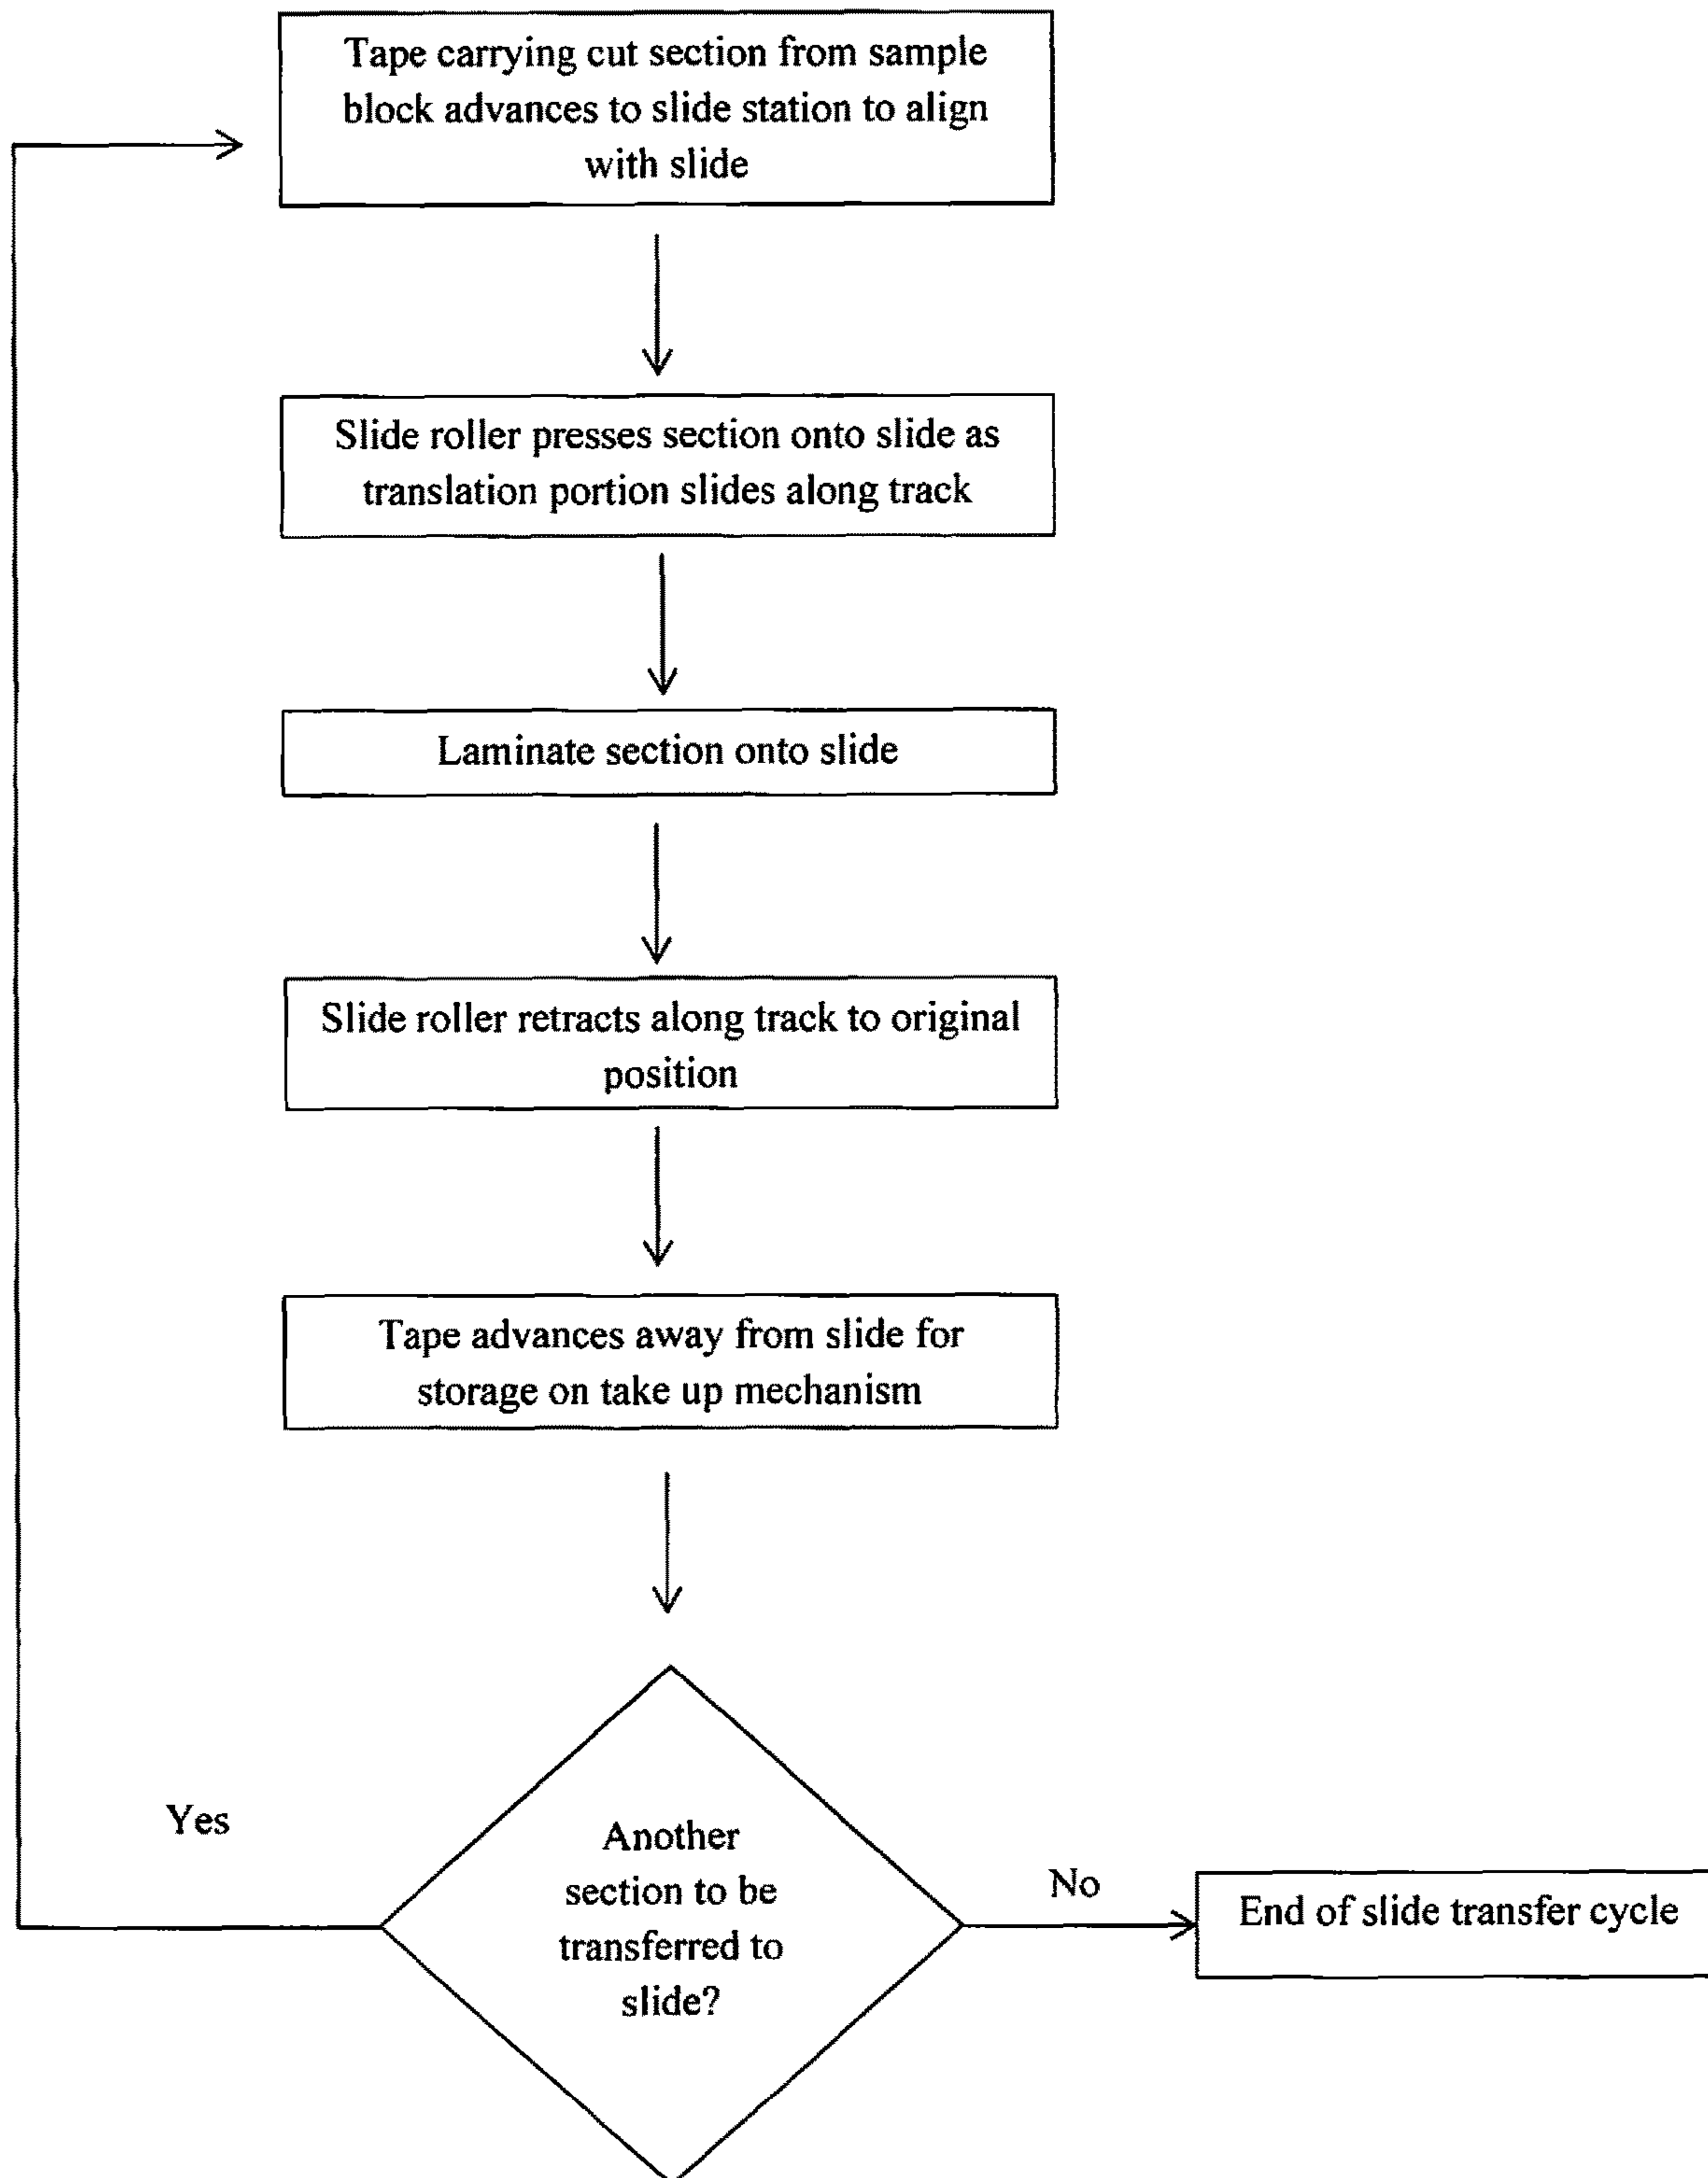 Tape carrying cut section from sample
block advances to slide station to align
with slide
Slide roller presses section onto slide as
translation portion slides along track
Laminate section onto slide
Slide roller retracts along track to original
position
Tape advances away from slide for
storage on take up mechanism
Yes
Another
section to be
transferred to
slide?
No
End of slide transfer cycle